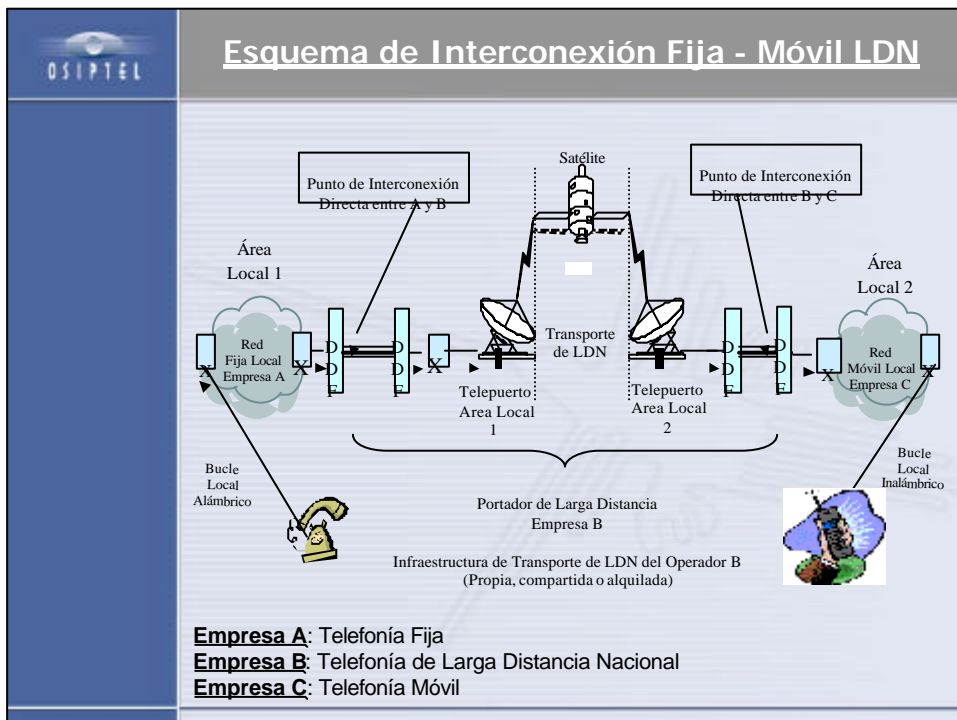 OSIPTEL
Esquema de Interconexión Fija - Móvil LDN
Satélite
Punto de Interconexión
Directa entre A y B
Punto de Interconexión
Directa entre B y C
Área
Local 1
Área
Local 2
Red
Fija Local
Empresa A
X
X
D
D
F
D
D
F
X
Transporte
de LDN
D
D
F
D
D
F
X
Red
Móvil Local
Empresa C
X
Telepuerto
Area Local
1
Telepuerto
Area Local
2
Bucle
Local
Alámbrico
Bucle
Local
Inalámbrico
Portador de Larga Distancia
Empresa B
Infraestructura de Transporte de LDN del Operador B
(Propia, compartida o alquilada)
Empresa A: Telefonía Fija
Empresa B: Telefonía de Larga Distancia Nacional
Empresa C: Telefonía Móvil